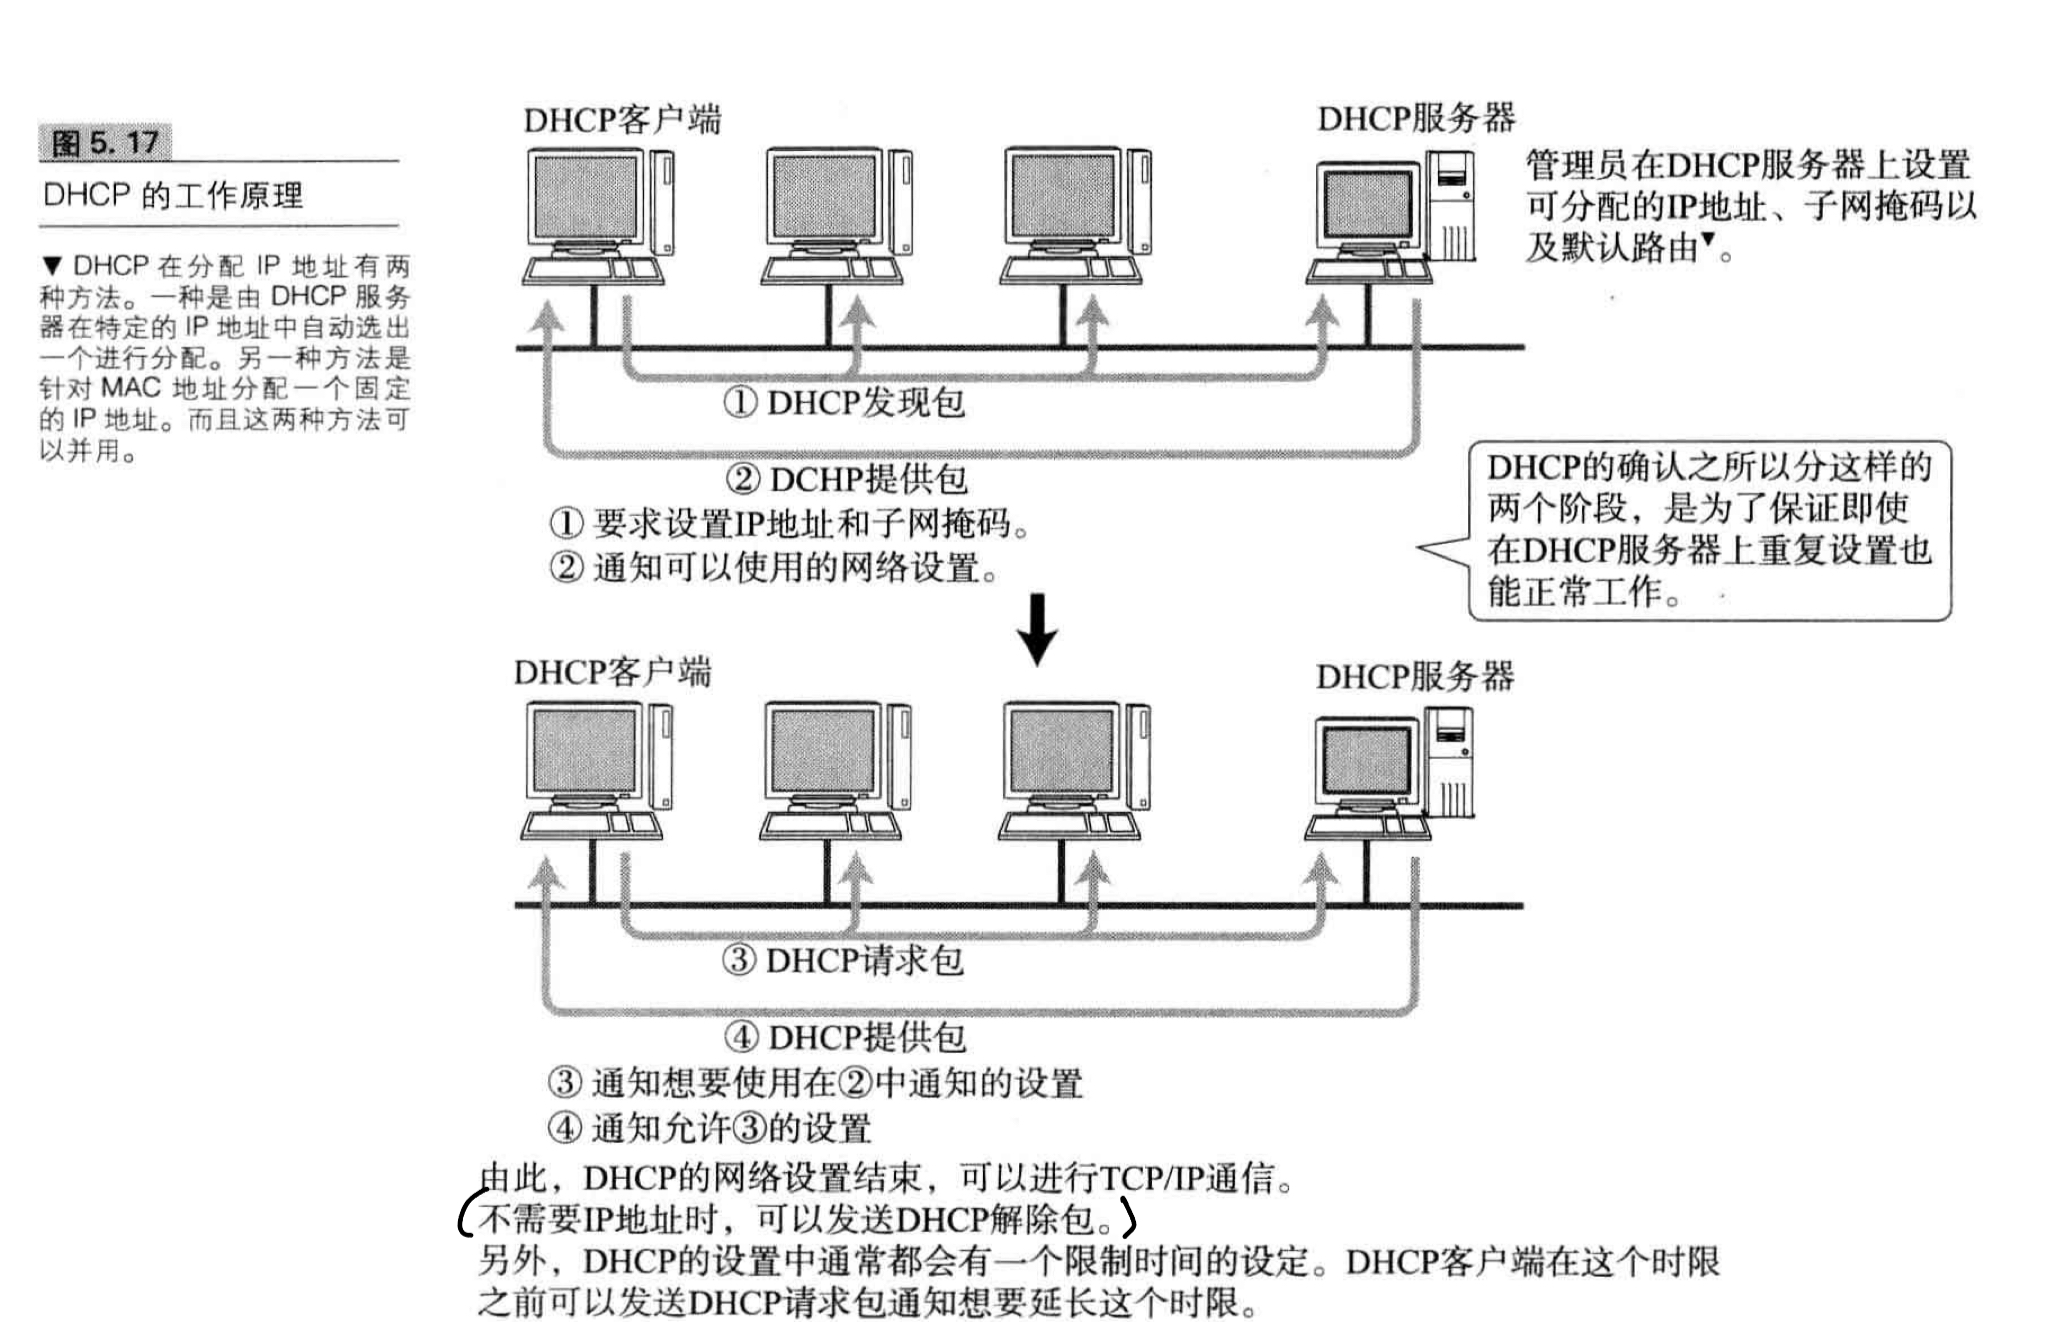 图 5. 17
DHCP 的工作原理
▼ DHCP 在分配 IP 地址有两
种方法。一种是由 DHCP 服务
器在特定的 IP 地址中自动选出
一个进行分配。另一种方法是
针对 MAC 地址分配一个固定
的 IP 地址。而且这两种方法可
以并用。
DHCP客户端
DHCP服务器
管理员在DHCP服务器上设置
可分配的IP地址、子网掩码以
及默认路由▼。
① DHCP发现包
② DCHP提供包
① 要求设置IP地址和子网掩码。
② 通知可以使用的网络设置。
DHCP的确认之所以分这样的
两个阶段，是为了保证即使
在DHCP服务器上重复设置也
能正常工作。
DHCP客户端
DHCP服务器
③ DHCP请求包
④ DHCP提供包
③ 通知想要使用在②中通知的设置
④ 通知允许③的设置
由此，DHCP的网络设置结束，可以进行TCP/IP通信。
(不需要IP地址时，可以发送DHCP解除包。)
另外，DHCP的设置中通常都会有一个限制时间的设定。DHCP客户端在这个时限
之前可以发送DHCP请求包通知想要延长这个时限。